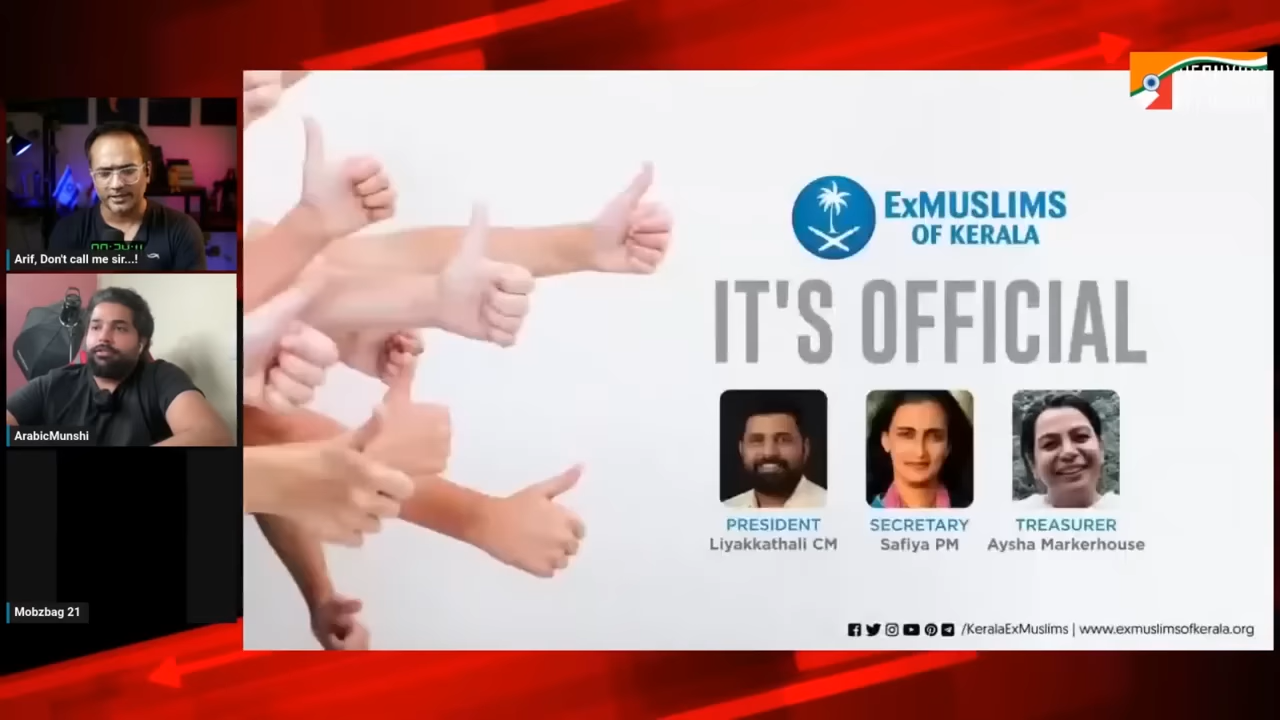 Arif, Don't call me sir...!
ArabicMunshi
Mobzbag 21
ExMUSLIMS
OF KERALA
IT'S OFFICIAL
PRESIDENT
Liyakkathali CM
SECRETARY
Safiya PM
TREASURER
Aysha Markerhouse
/KeralaExMuslims | www.exmuslimsofkerala.org